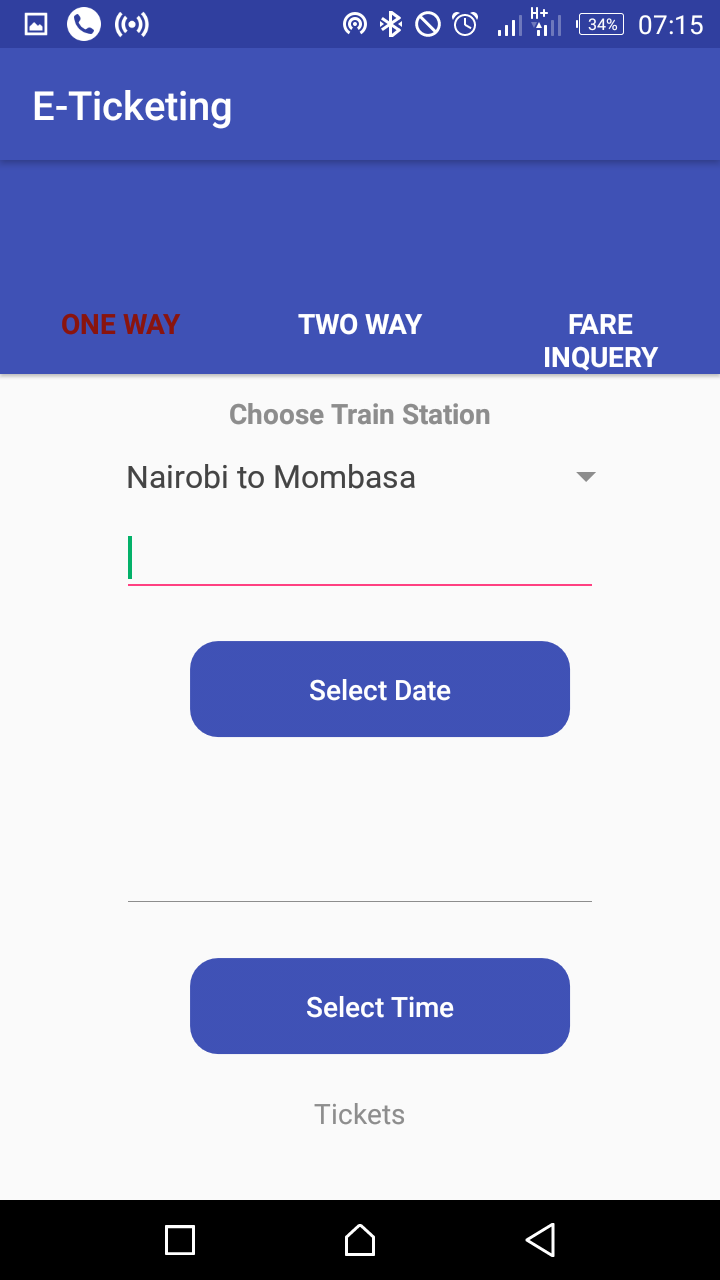 H+
34%
07:15
E-Ticketing
ONE WAY
TWO WAY
FARE
INQUERY
Choose Train Station
Nairobi to Mombasa
Select Date
Select Time
Tickets